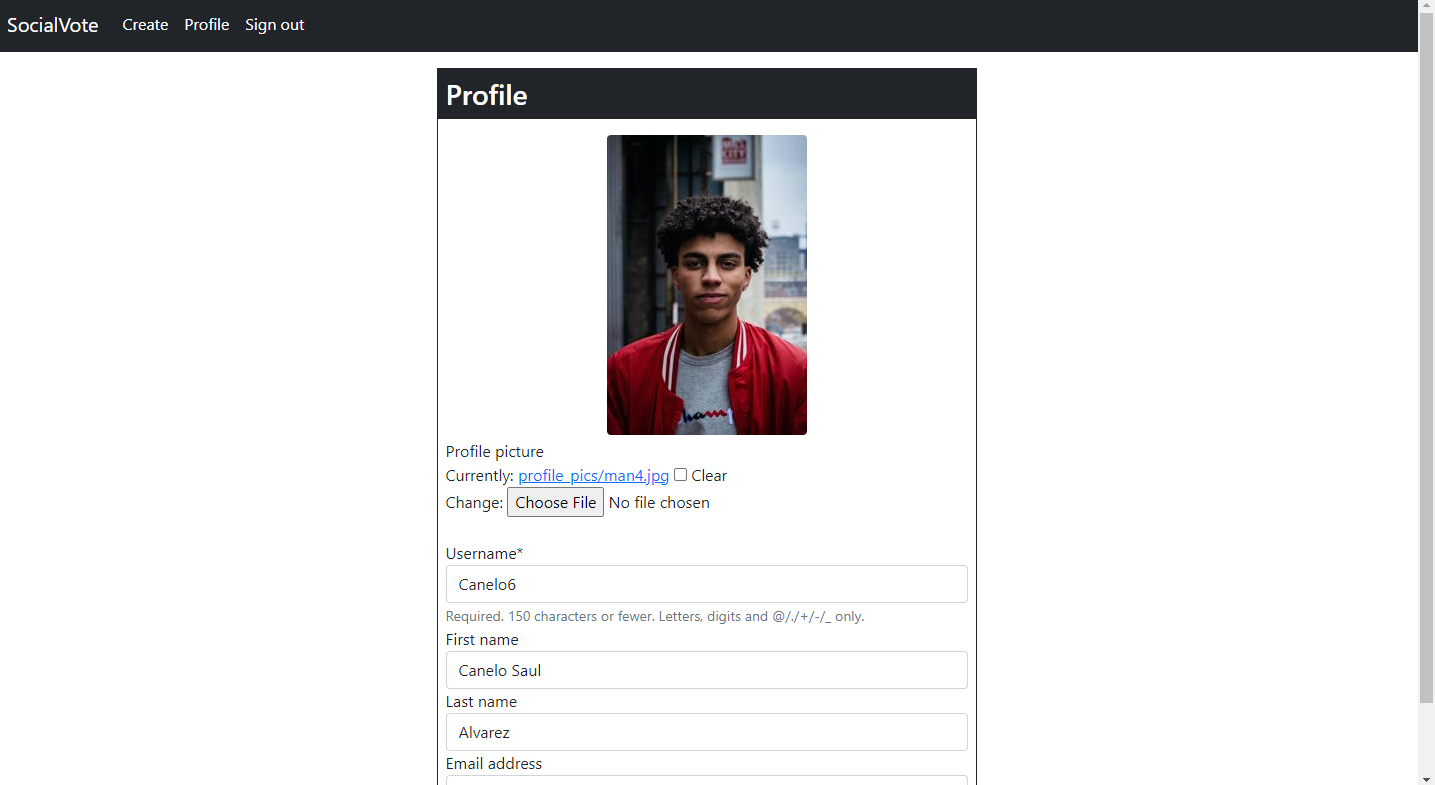 SocialVote Create Profile Sign out
Profile
CITY
Profile picture
Currently: profile_pics/man4.jpg Clear
Change: Choose File No file chosen
Username*
Canelo6
Required. 150 characters or fewer. Letters, digits and @/./+/-/_ only.
First name
Canelo Saul
Last name
Alvarez
Email address